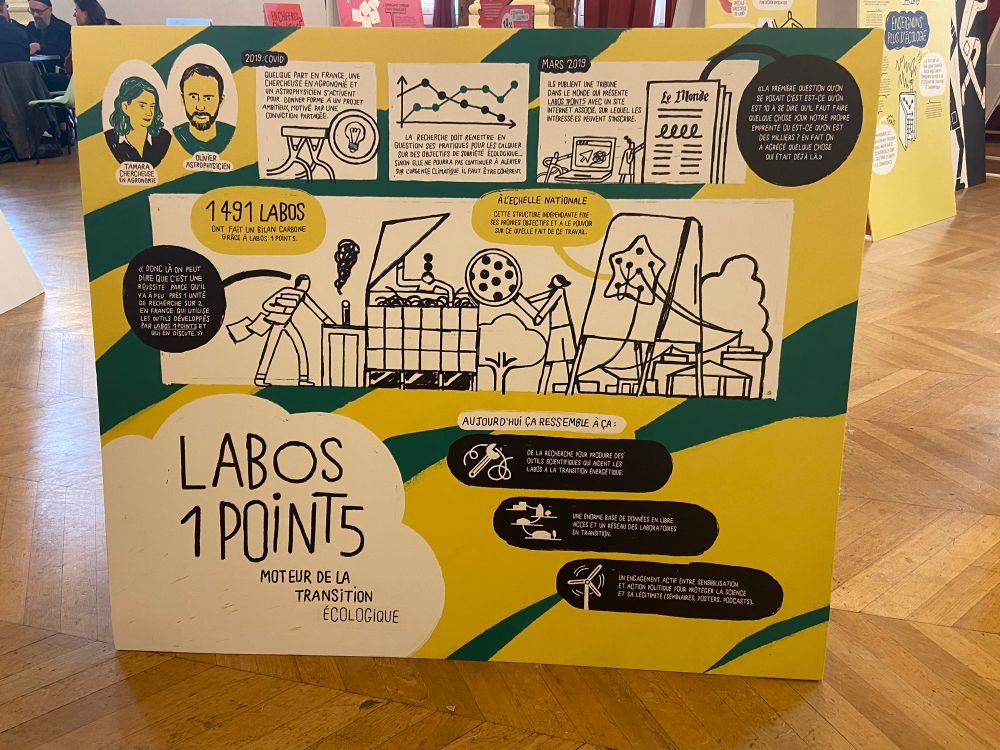 ENSEIGNONS
PLUS D'ÉCOLOGIE
2019: COVID
QUELQUE PART EN FRANCE, UNE
CHERCHEUSE EN AGRONOMIE ET
UN ASTROPHYSICIEN S'ACTIVENT
POUR DONNER FORME À UN PROJET
AMBITIEUX, MOTIVÉ PAR UNE
CONVICTION PARTAGÉE.
TAMARA
CHERCHEUSE
EN AGRONOMIE
OLIVIER
ASTROPHYSICIEN
LA RECHERCHE DOIT REMETTRE EN
QUESTION SES PRATIQUES POUR LES CALQUER
SUR DES OBJECTIFS DE SOBRIÉTÉ ÉCOLOGIQUE...
SINON ELLE NE POURRA PAS CONTINUER À ALERTER
SUR L'URGENCE CLIMATIQUE. IL FAUT ÊTRE COHÉRENT.
MARS 2019
ILS PUBLIENT UNE TRIBUNE
DANS LE MONDE QUI PRÉSENTE
LABOS 1POINT5 AVEC UN SITE
INTERNET ASSOCIÉ, SUR LEQUEL LES
INTÉRESSÉ·ES PEUVENT S'INSCRIRE.
Le Monde
« LA PREMIÈRE QUESTION QU'ON
SE POSAIT C'EST EST-CE QU'ON
EST 10 À SE DIRE QU'IL FAUT FAIRE
QUELQUE CHOSE POUR NOTRE PROPRE
EMPREINTE OU EST-CE QU'ON EST
DES MILLIERS ? EN FAIT ON
A AGRÉGÉ QUELQUE CHOSE
QUI ÉTAIT DÉJÀ LÀ. »
1 491 LABOS
ONT FAIT UN BILAN CARBONE
GRÂCE À LABOS 1 POINT5.
À L'ÉCHELLE NATIONALE
CETTE STRUCTURE INDÉPENDANTE FIXE
SES PROPRES OBJECTIFS ET A LE POUVOIR
SUR CE QU'ELLE FAIT DE CE TRAVAIL.
« DONC LÀ ON PEUT
DIRE QUE C'EST UNE
RÉUSSITE PARCE QU'IL
Y A À PEU PRÈS 1 UNITÉ
DE RECHERCHE SUR 2
EN FRANCE QUI UTILISE
LES OUTILS DÉVELOPPÉS
PAR LABOS 1POINT5 ET
QUI EN DISCUTE. »
LABOS
1 POINT5
MOTEUR DE LA
TRANSITION
ÉCOLOGIQUE
AUJOURD'HUI ÇA RESSEMBLE À ÇA :
DE LA RECHERCHE POUR PRODUIRE DES
OUTILS SCIENTIFIQUES QUI AIDENT LES
LABOS À LA TRANSITION ÉNERGÉTIQUE.
UNE ÉNORME BASE DE DONNÉES EN LIBRE
ACCÈS ET UN RÉSEAU DES LABORATOIRES
EN TRANSITION.
UN ENGAGEMENT ACTIF ENTRE SENSIBILISATION
ET ACTION POLITIQUE POUR PROTÉGER LA SCIENCE
ET SA LÉGITIMITÉ (SÉMINAIRES, POSTERS, PODCASTS).